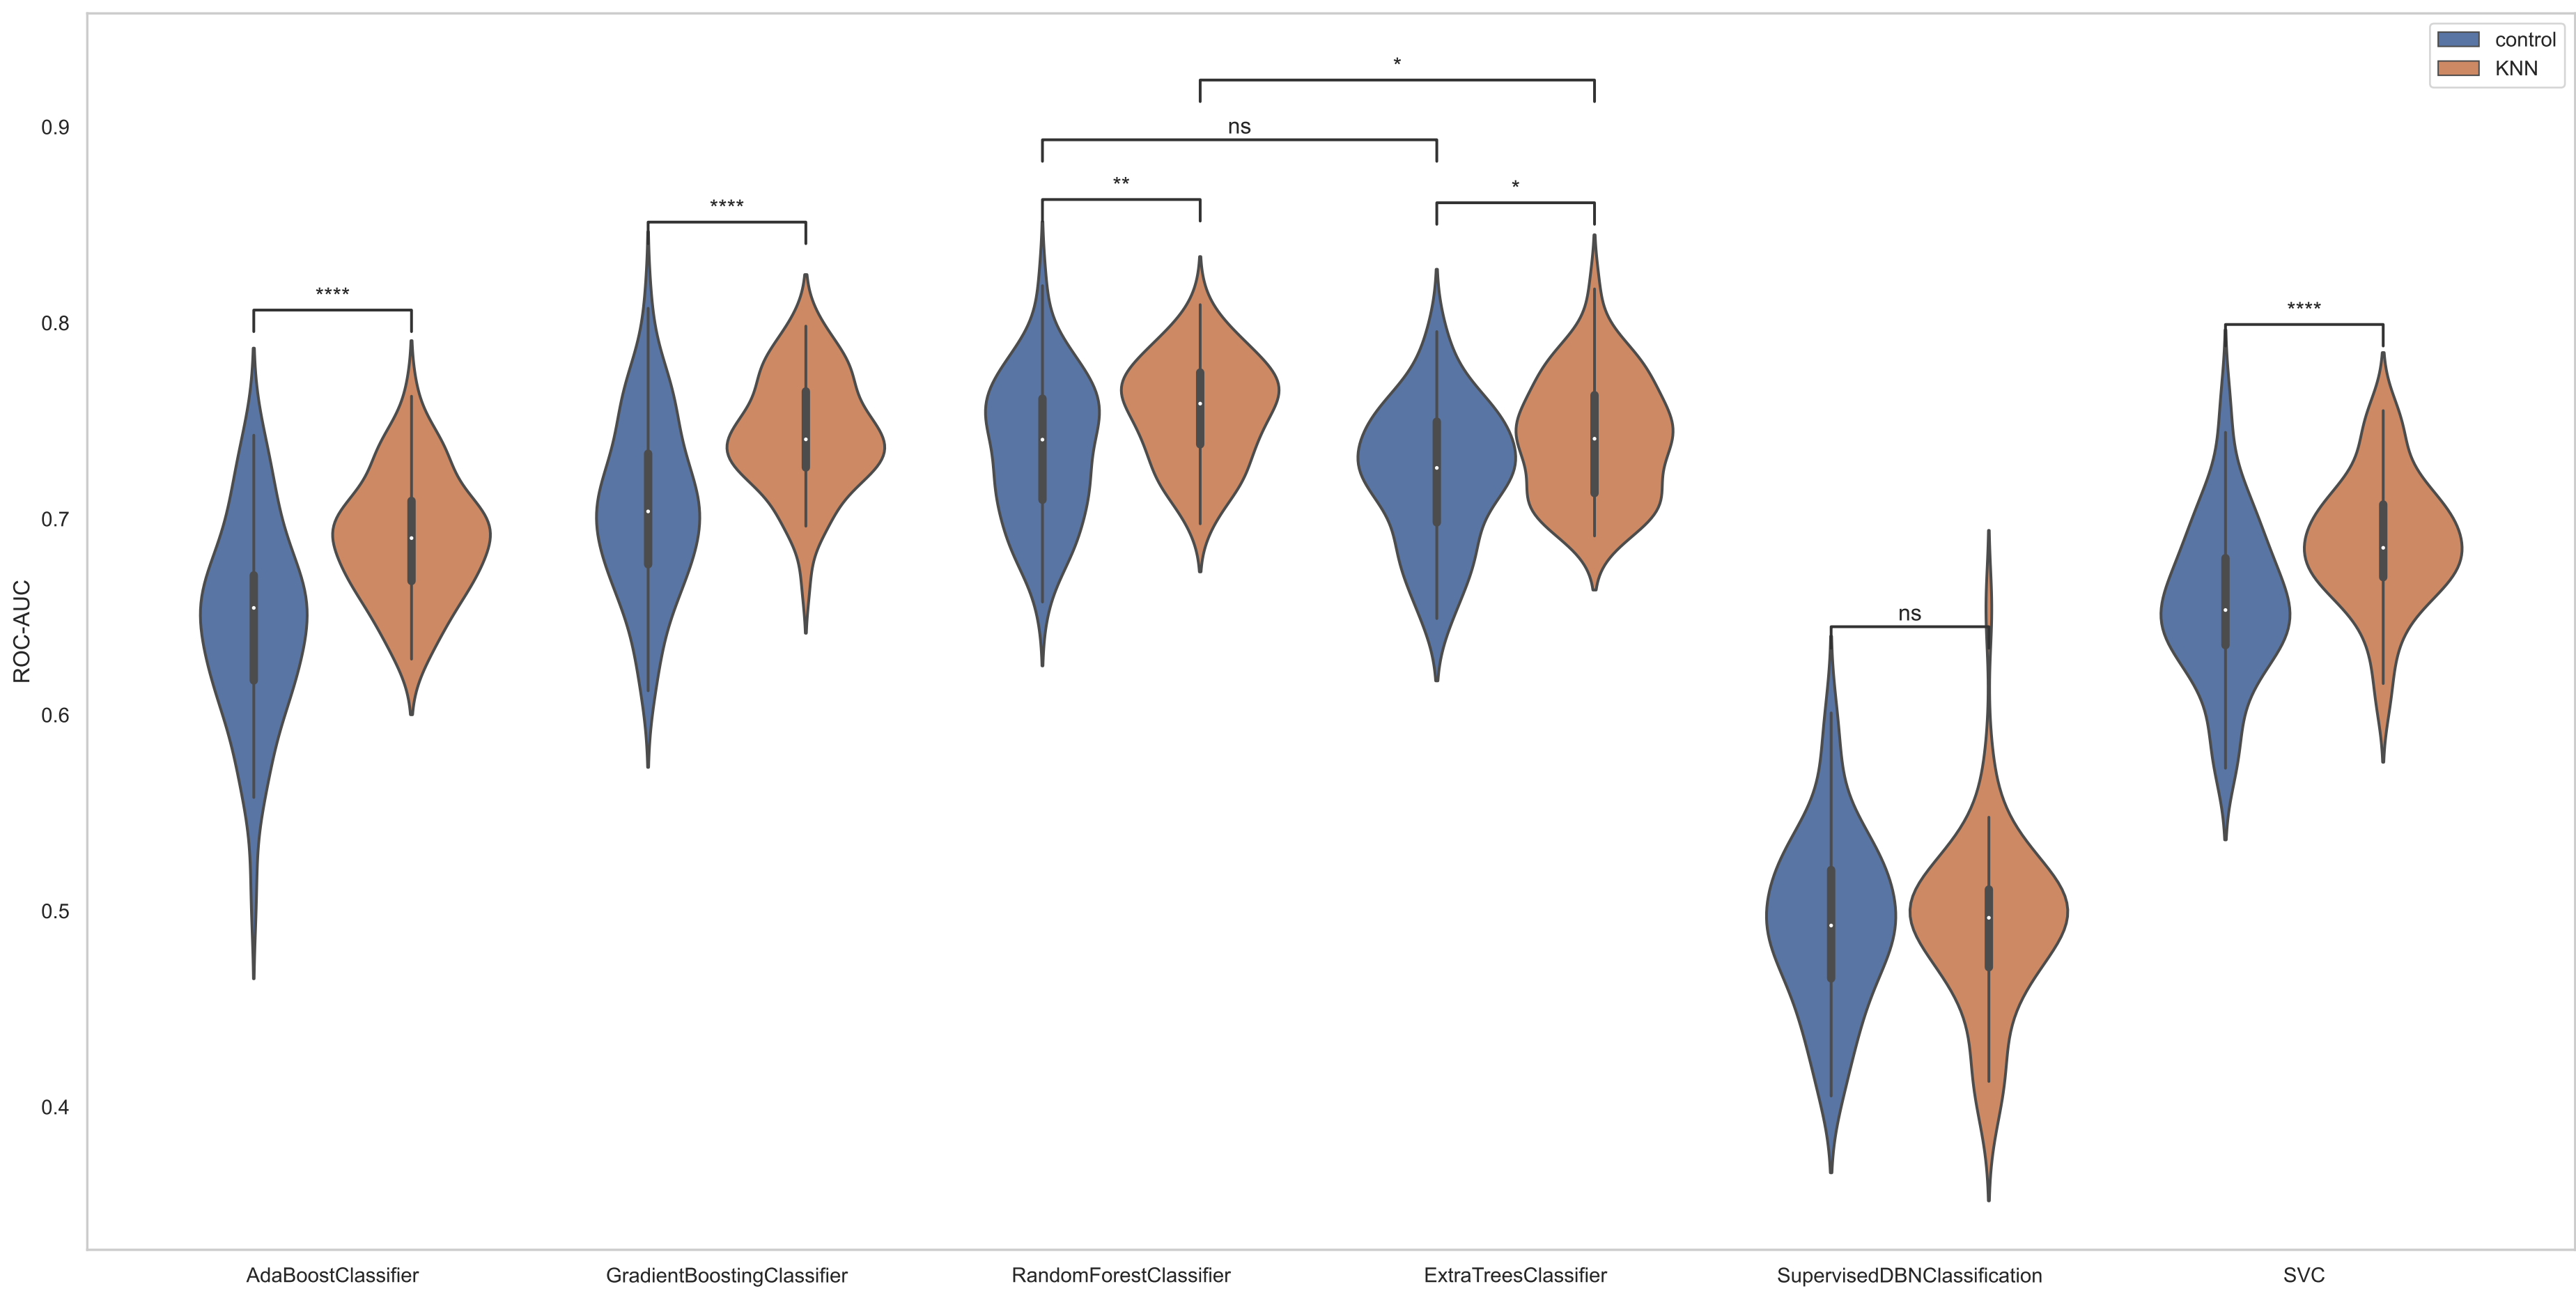 control
KNN
*
ns
**
*
****
****
****
ns
0.9
0.8
0.7
0.6
0.5
0.4
ROC-AUC
AdaBoostClassifier
GradientBoostingClassifier
RandomForestClassifier
ExtraTreesClassifier
SupervisedDBNClassification
SVC